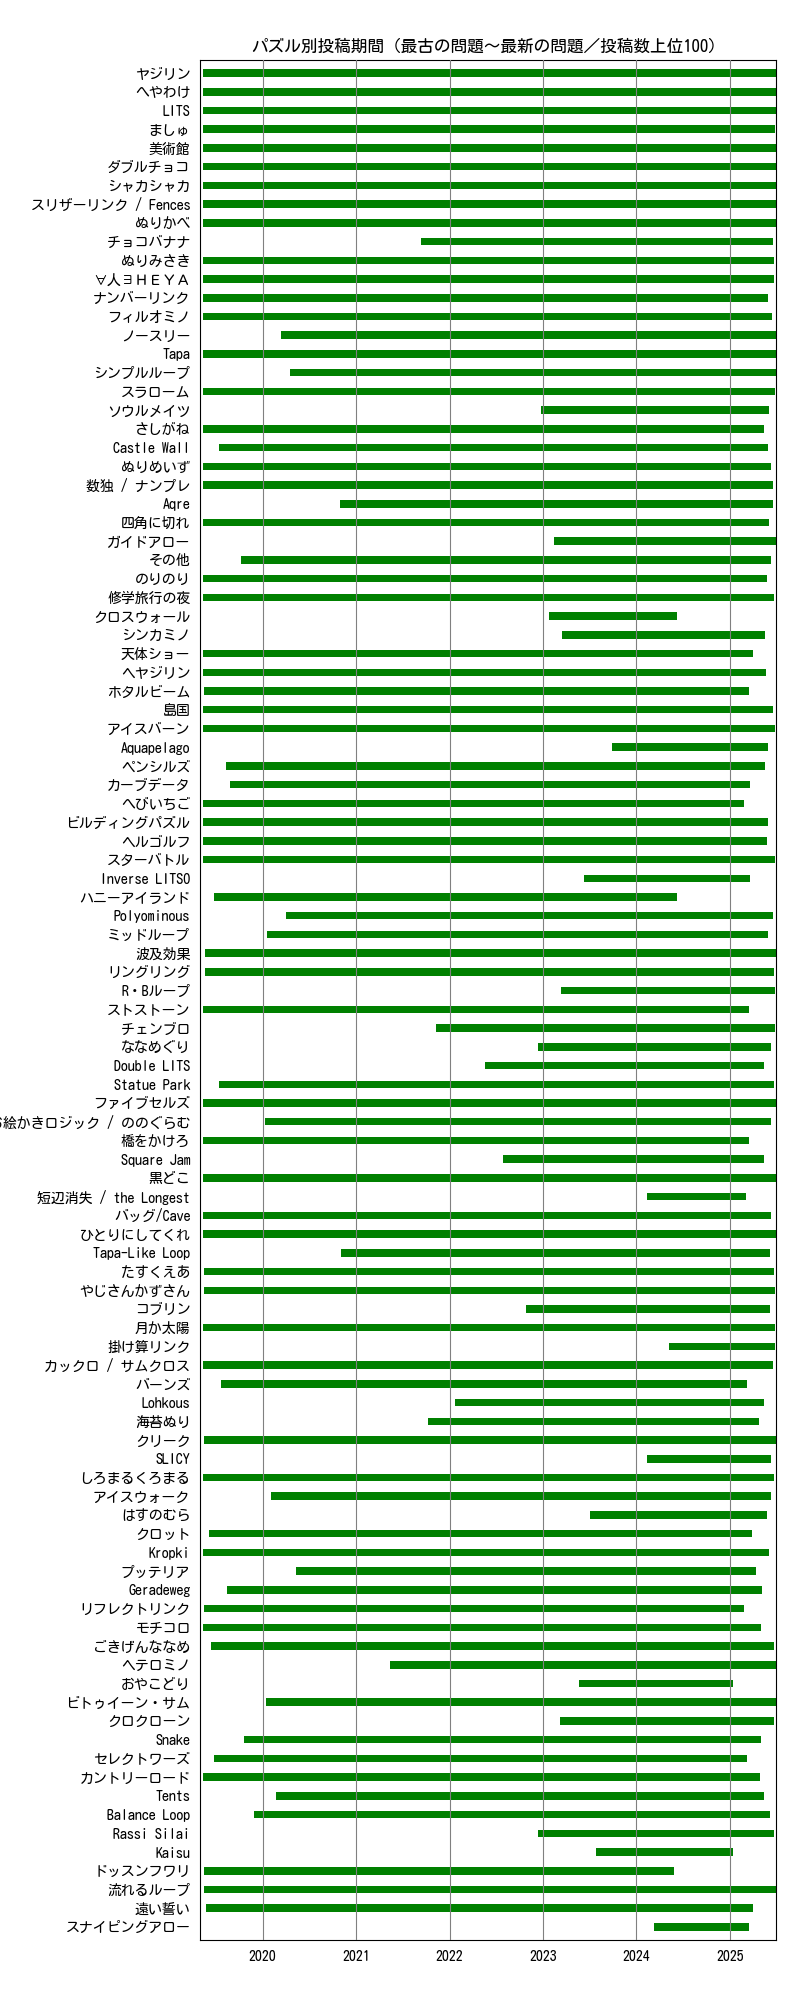 パズル別投稿期間（最古の問題～最新の問題／投稿数上位100）
ヤジリン
へやわけ
LITS
ましゅ
美術館
ダブルチョコ
シャカシャカ
スリザーリンク / Fences
ぬりかべ
チョコバナナ
ぬりみさき
∀人∃ＨＥＹＡ
ナンバーリンク
フィルオミノ
ノースリー
Tapa
シンプルループ
スラローム
ソウルメイツ
さしがね
Castle Wall
ぬりめいず
数独 / ナンプレ
Aqre
四角に切れ
ガイドアロー
その他
のりのり
修学旅行の夜
クロスウォール
シンカミノ
天体ショー
ヘヤジリン
ホタルビーム
島国
アイスバーン
Aquapelago
ペンシルズ
カーブデータ
へびいちご
ビルディングパズル
ヘルゴルフ
スターバトル
Inverse LITSO
ハニーアイランド
Polyominous
ミッドループ
波及効果
リングリング
R・Bループ
ストストーン
チェンブロ
ななめぐり
Double LITS
Statue Park
ファイブセルズ
絵かきロジック / ののぐらむ
橋をかけろ
Square Jam
黒どこ
短辺消失 / the Longest
バッグ/Cave
ひとりにしてくれ
Tapa-Like Loop
たすくえあ
やじさんかずさん
コブリン
月か太陽
掛け算リンク
カックロ / サムクロス
バーンズ
Lohkous
海苔ぬり
クリーク
SLICY
しろまるくろまる
アイスウォーク
はすのむら
クロット
Kropki
プッテリア
Geradeweg
リフレクトリンク
モチコロ
ごきげんななめ
ヘテロミノ
おやこどり
ビトゥイーン・サム
クロクローン
Snake
セレクトワーズ
カントリーロード
Tents
Balance Loop
Rassi Silai
Kaisu
ドッスンフワリ
流れるループ
遠い誓い
スナイピングアロー
2020 2021 2022 2023 2024 2025